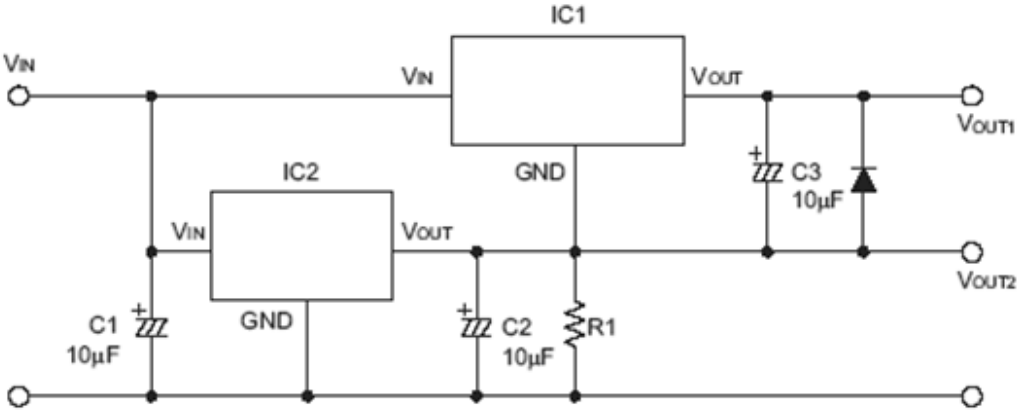 IC1
VIN
VIN
VOUT
VOUT1
IC2
GND
+
C3
10µF
VIN
VOUT
VOUT2
+
C1
10µF
GND
+
C2
10µF
R1